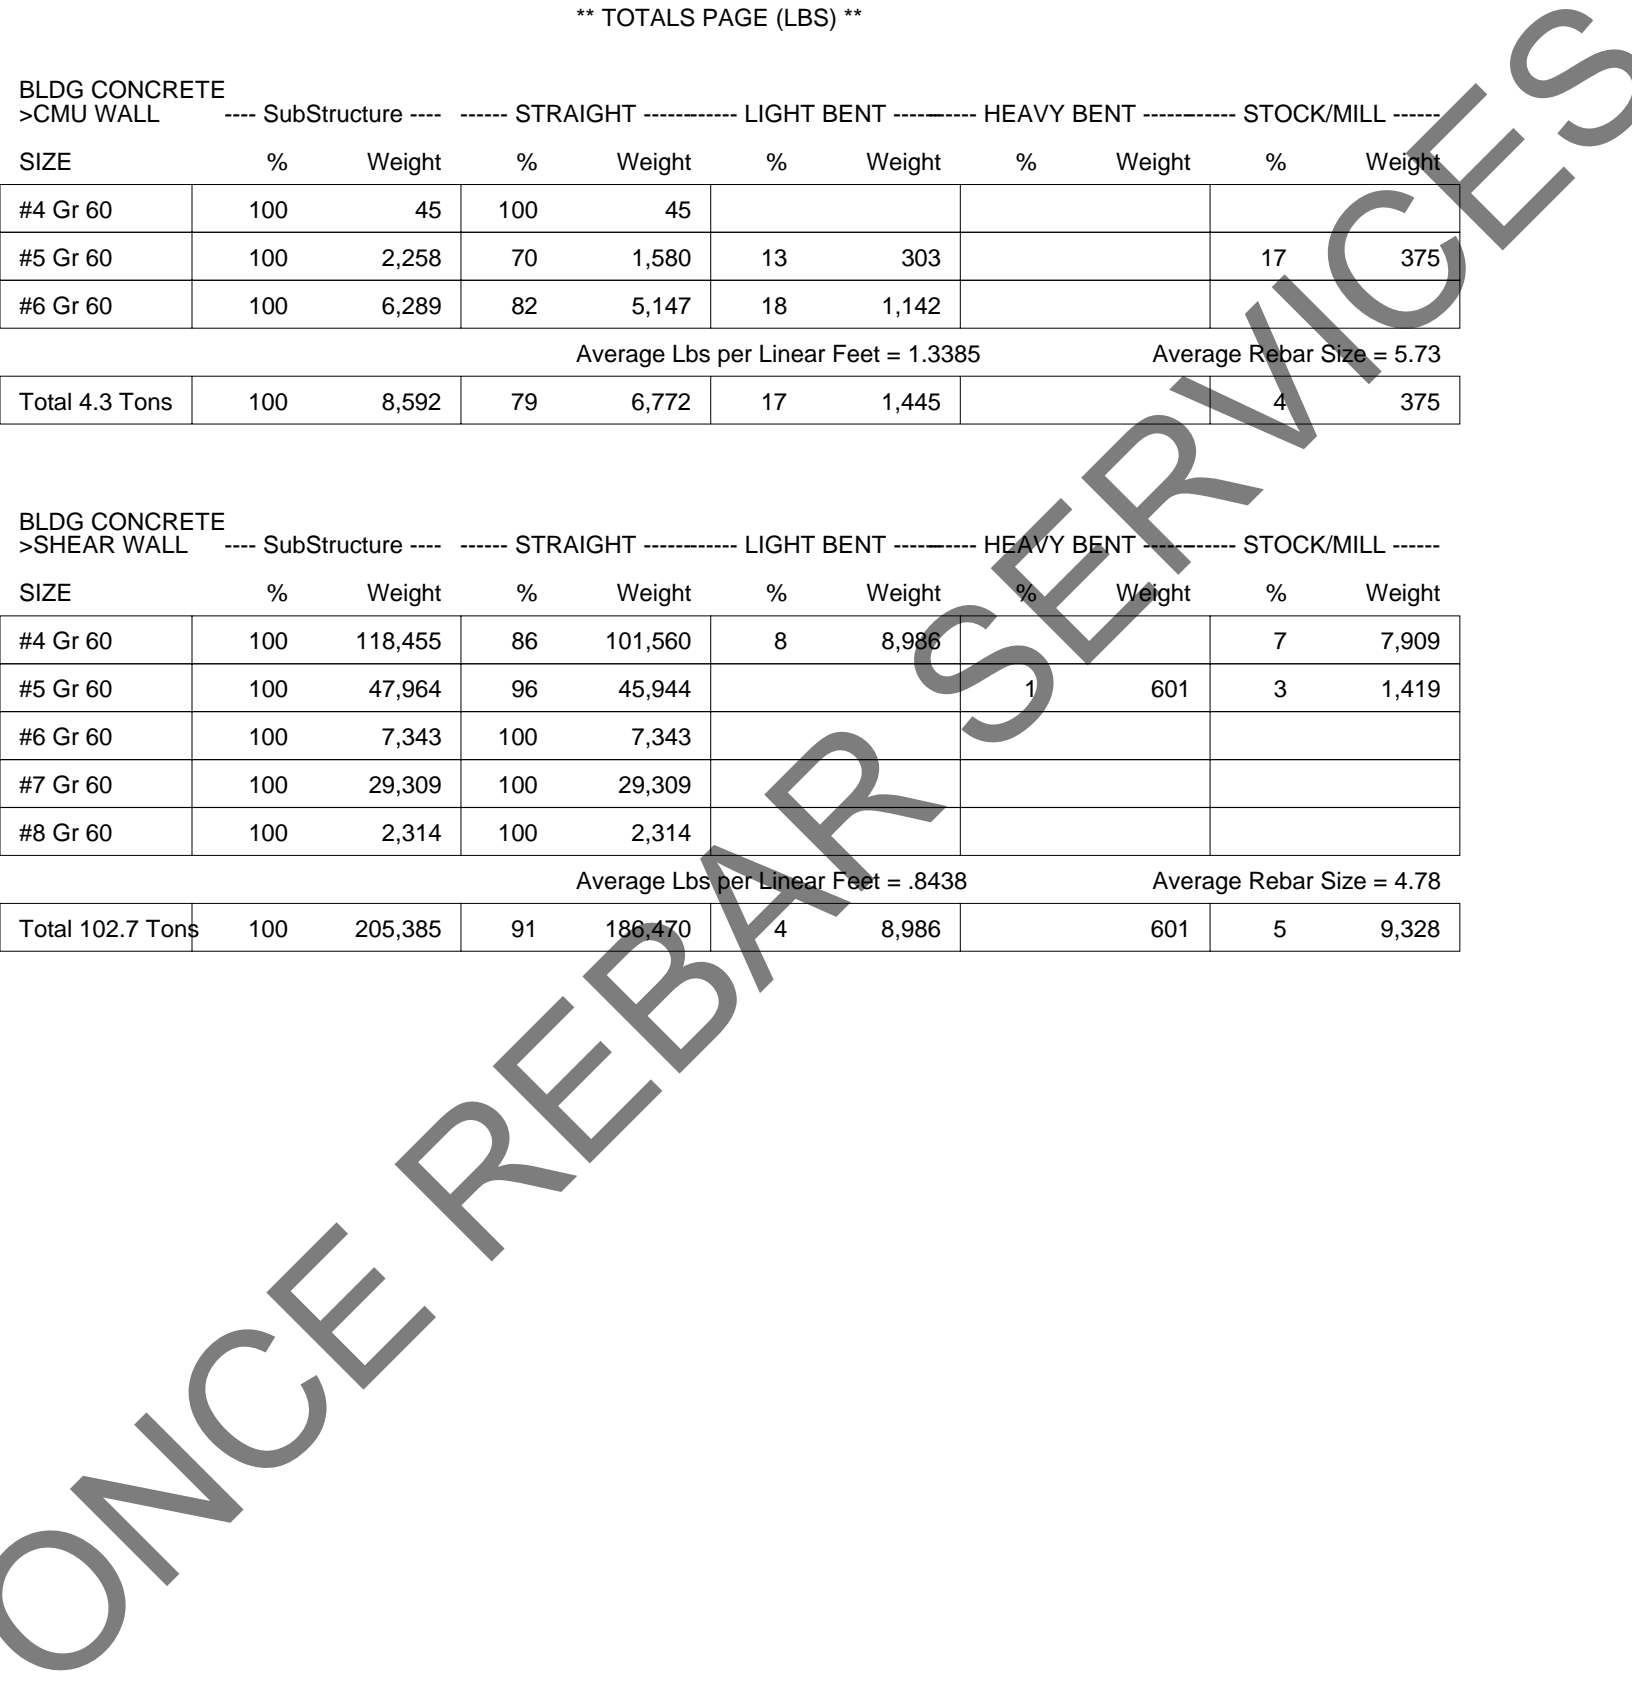 ** TOTALS PAGE (LBS) **
BLDG CONCRETE
>CMU WALL ---- SubStructure ---- ------ STRAIGHT ------------- LIGHT BENT ------------- HEAVY BENT ------------- STOCK/MILL ------
SIZE % Weight % Weight % Weight % Weight % Weight
#4 Gr 60 100 45 100 45
#5 Gr 60 100 2,258 70 1,580 13 303 17 375
#6 Gr 60 100 6,289 82 5,147 18 1,142
Average Lbs per Linear Feet = 1.3385 Average Rebar Size = 5.73
Total 4.3 Tons 100 8,592 79 6,772 17 1,445 4 375
BLDG CONCRETE
>SHEAR WALL ---- SubStructure ---- ------ STRAIGHT ------------- LIGHT BENT ------------- HEAVY BENT ------------- STOCK/MILL ------
SIZE % Weight % Weight % Weight % Weight % Weight
#4 Gr 60 100 118,455 86 101,560 8 8,986 7 7,909
#5 Gr 60 100 47,964 96 45,944 1 601 3 1,419
#6 Gr 60 100 7,343 100 7,343
#7 Gr 60 100 29,309 100 29,309
#8 Gr 60 100 2,314 100 2,314
Average Lbs per Linear Feet = .8438 Average Rebar Size = 4.78
Total 102.7 Tons 100 205,385 91 186,470 4 8,986 601 5 9,328
ONCE REBAR SERVICES